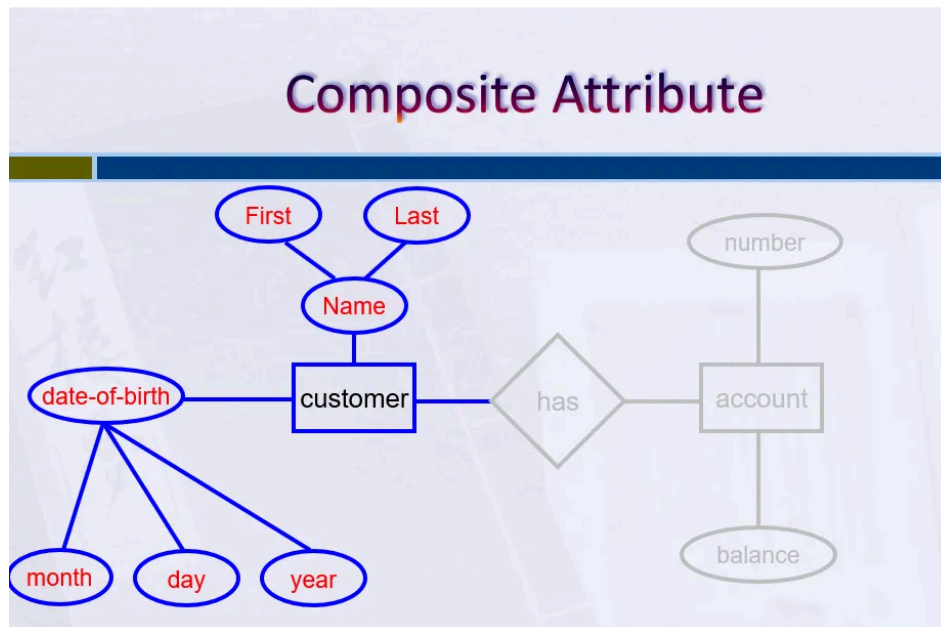 Composite Attribute
First
Last
number
Name
date-of-birth
customer
has
account
month
day
year
balance